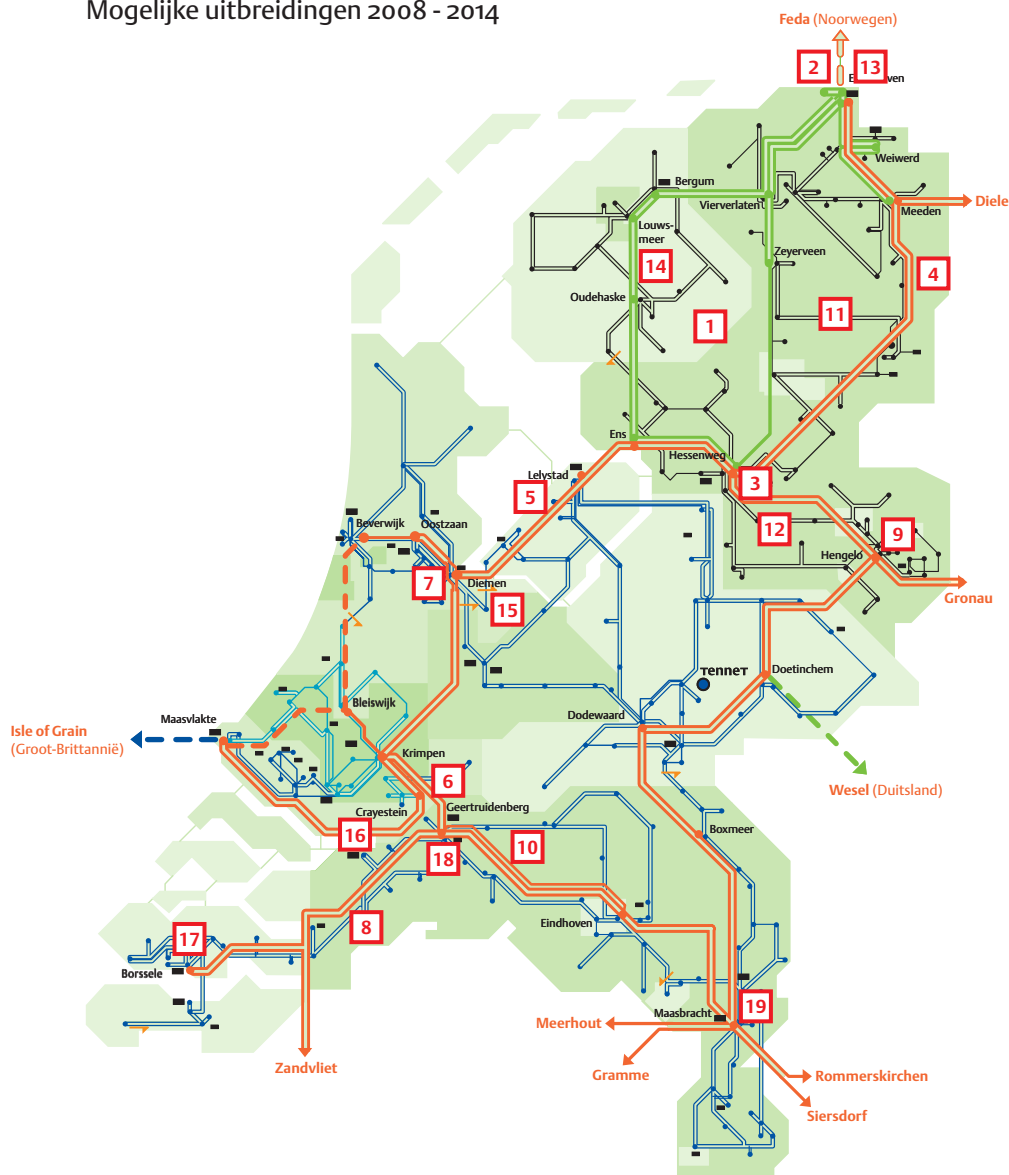 Mogelijke uitbreidingen 2008 - 2014
Feda (Noorwegen)
2
13
Weiwerd
Bergum
Vierverlaten
Meeden
Diele
Louws-
meer
Zeyerveen
14
4
Oudehaske
1
11
Ens
Hessenweg
Lelystad
3
5
12
9
Beverwijk
Oostzaan
Hengelo
7
Diemen
15
Gronau
TenneT
Doetinchem
Bleiswijk
Maasvlakte
Dodewaard
Isle of Grain
(Groot-Brittannië)
Krimpen
6
Wesel (Duitsland)
Crayestein
Geertruidenberg
16
18
10
Boxmeer
8
Eindhoven
17
Borssele
Maasbracht
19
Meerhout
Zandvliet
Gramme
Rommerskirchen
Siersdorf